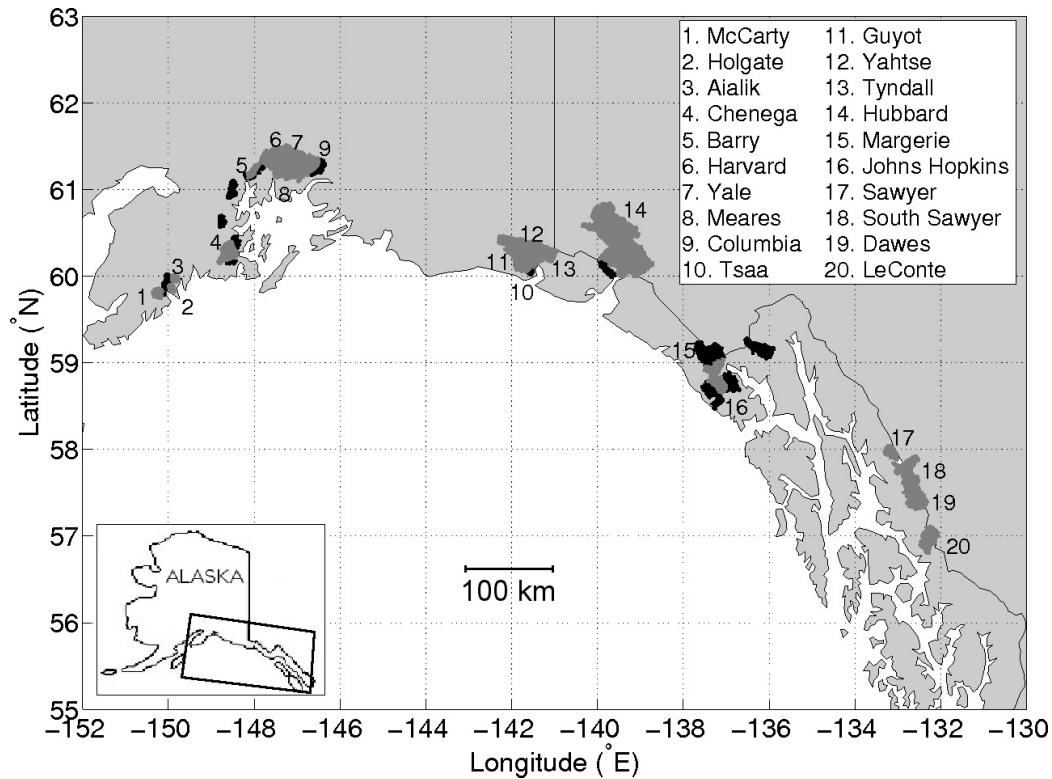 63
62
61
60
59
58
57
56
55
Latitude (°N)
−152
−150
−148
−146
−144
−142
−140
−138
−136
−134
−132
−130
Longitude (°E)
1. McCarty
2. Holgate
3. Aialik
4. Chenega
5. Barry
6. Harvard
7. Yale
8. Meares
9. Columbia
10. Tsaa
11. Guyot
12. Yahtse
13. Tyndall
14. Hubbard
15. Margerie
16. Johns Hopkins
17. Sawyer
18. South Sawyer
19. Dawes
20. LeConte
6
7
9
5
8
4
3
1
2
14
12
11
13
10
15
16
17
18
19
20
ALASKA
100 km